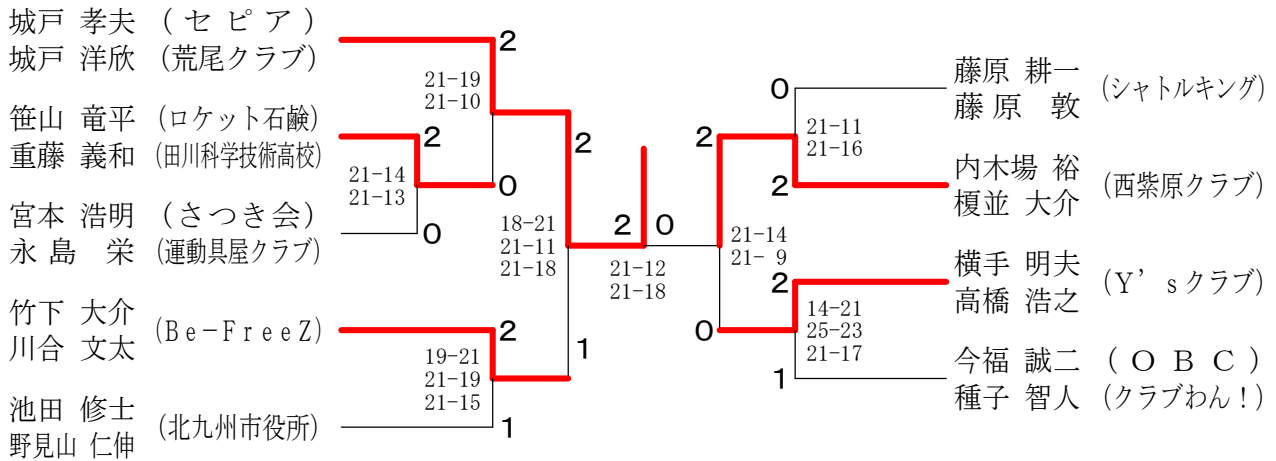 城戸 孝夫 (セピア)
城戸 洋欣 (荒尾クラブ)
2
21-19
21-10
笹山 竜平 (ロケット石鹸)
重藤 義和 (田川科学技術高校)
2
21-14
21-13
0
2
宮本 浩明 (さつき会)
永島 栄 (運動具屋クラブ)
0
18-21
21-11
21-18
竹下 大介
川合 文太
(Be-FreeZ)
2
19-21
21-19
21-15
1
池田 修士
野見山 仁伸
(北九州市役所)
1
2
0
21-12
21-18
藤原 耕一
藤原 敦
(シャトルキング)
0
21-11
21-16
2
内木場 裕
榎並 大介
(西紫原クラブ)
2
21-14
21- 9
横手 明夫
高橋 浩之
(Y’sクラブ)
2
14-21
25-23
21-17
0
今福 誠二 (OBC)
種子 智人 (クラブわん!)
1